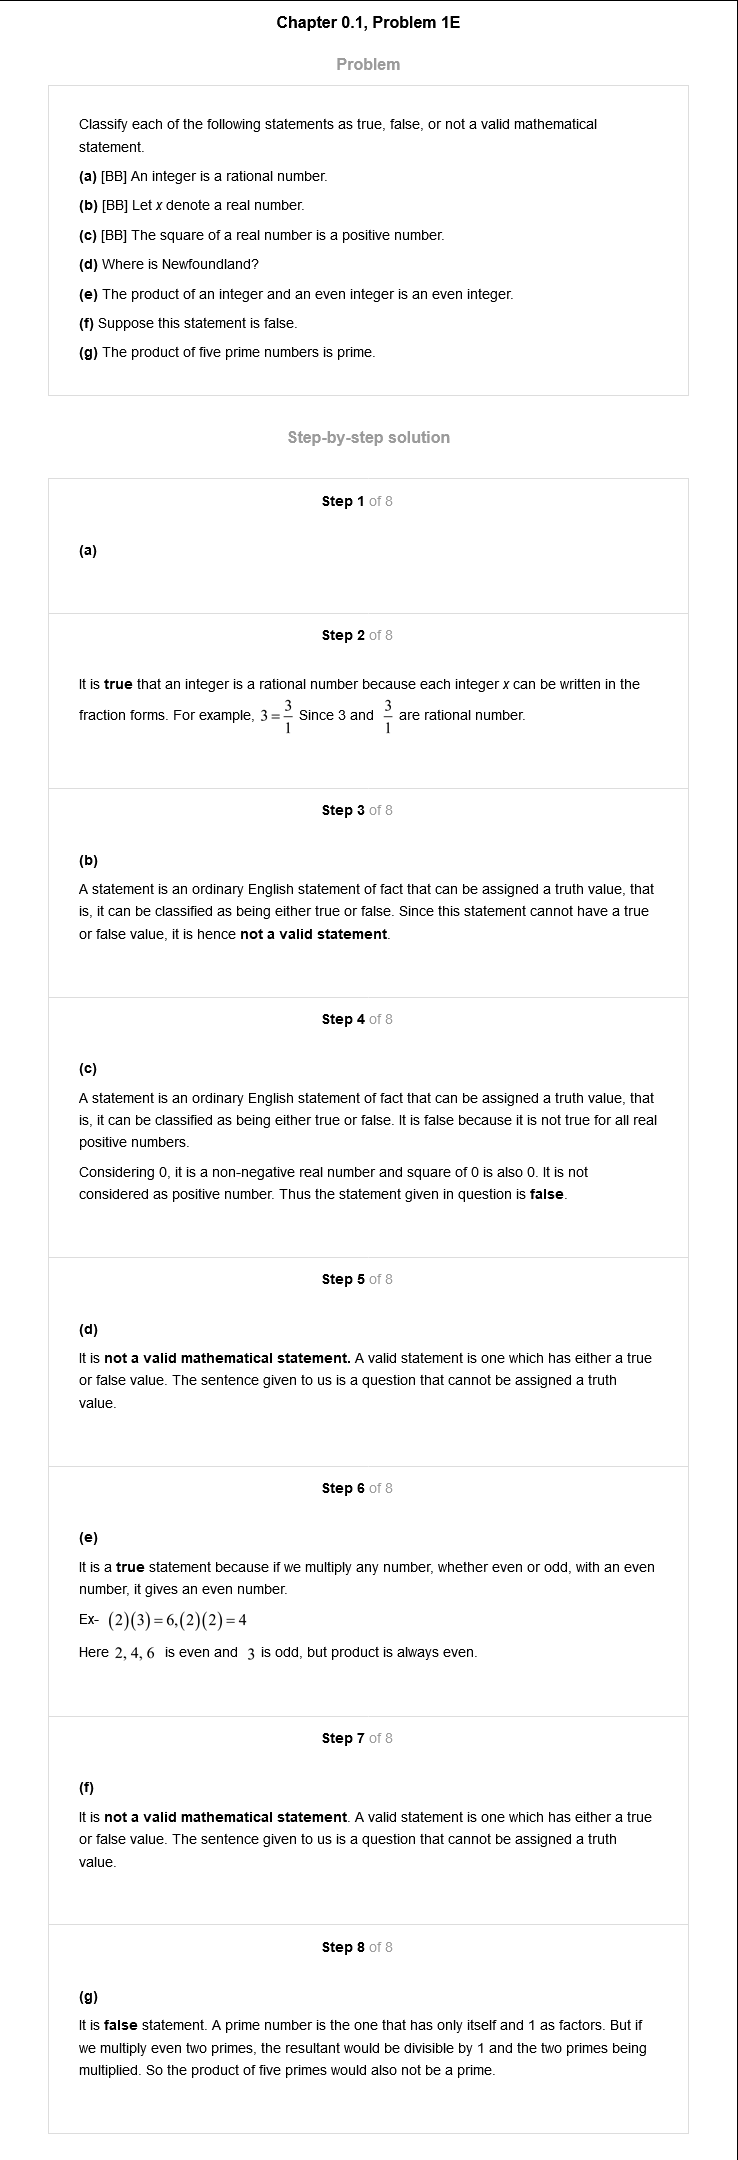 Chapter 0.1, Problem 1E
Problem
Classify each of the following statements as true, false, or not a valid mathematical
statement.
(a) [BB] An integer is a rational number.
(b) [BB] Let x denote a real number.
(c) [BB] The square of a real number is a positive number.
(d) Where is Newfoundland?
(e) The product of an integer and an even integer is an even integer.
(f) Suppose this statement is false.
(g) The product of five prime numbers is prime.
Step-by-step solution
Step 1 of 8
(a)
Step 2 of 8
It is true that an integer is a rational number because each integer x can be written in the
fraction forms. For example, 3 = 3/1 Since 3 and 3/1 are rational number.
Step 3 of 8
(b)
A statement is an ordinary English statement of fact that can be assigned a truth value, that
is, it can be classified as being either true or false. Since this statement cannot have a true
or false value, it is hence not a valid statement.
Step 4 of 8
(c)
A statement is an ordinary English statement of fact that can be assigned a truth value, that
is, it can be classified as being either true or false. It is false because it is not true for all real
positive numbers.
Considering 0, it is a non-negative real number and square of 0 is also 0. It is not
considered as positive number. Thus the statement given in question is false.
Step 5 of 8
(d)
It is not a valid mathematical statement. A valid statement is one which has either a true
or false value. The sentence given to us is a question that cannot be assigned a truth
value.
Step 6 of 8
(e)
It is a true statement because if we multiply any number, whether even or odd, with an even
number, it gives an even number.
Ex- (2)(3) = 6,(2)(2) = 4
Here 2, 4, 6 is even and 3 is odd, but product is always even.
Step 7 of 8
(f)
It is not a valid mathematical statement. A valid statement is one which has either a true
or false value. The sentence given to us is a question that cannot be assigned a truth
value.
Step 8 of 8
(g)
It is false statement. A prime number is the one that has only itself and 1 as factors. But if
we multiply even two primes, the resultant would be divisible by 1 and the two primes being
multiplied. So the product of five primes would also not be a prime.